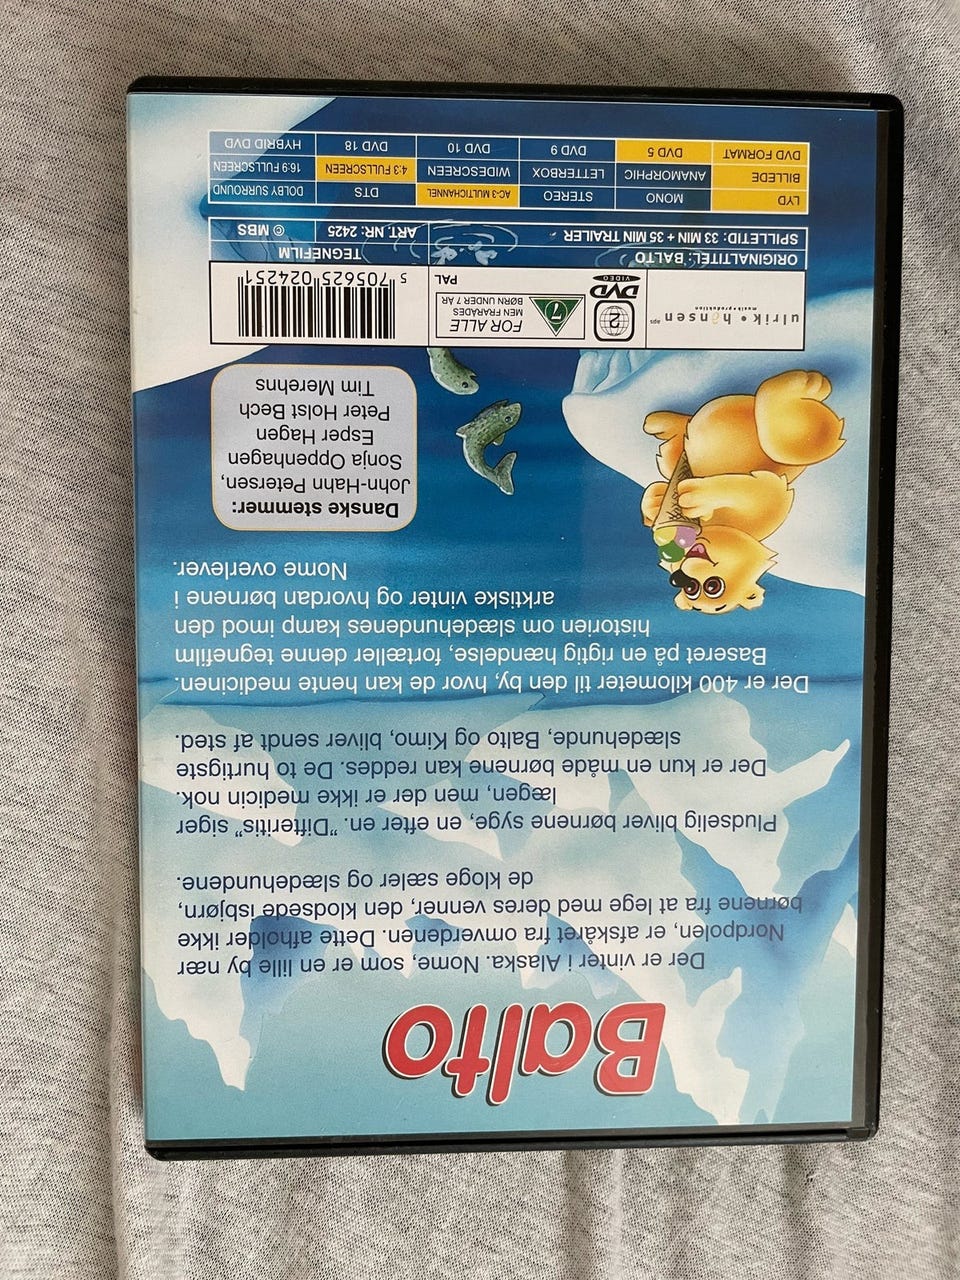 Balto
Der er vinter i Alaska. Nome, som er en lille by nær
Nordpolen, er afskåret fra omverdenen. Dette afholder ikke
børnene fra at lege med deres venner, den klodsede isbjørn,
de kloge sæler og slædehundene.
Pludselig bliver børnene syge, en efter en. ”Differitis” siger
lægen, men der er ikke medicin nok.
Der er kun en måde børnene kan reddes. De to hurtigste
slædehunde, Balto og Kimo, bliver sendt af sted.
Der er 400 kilometer til den by, hvor de kan hente medicinen.
Baseret på en rigtig hændelse, fortæller denne tegnefilm
historien om slædehundenes kamp imod den
arktiske vinter og hvordan børnene i
Nome overlever.
Danske stemmer:
John-Hahn Petersen,
Sonja Oppenhagen
Esper Hagen
Peter Holst Bech
Tim Merehns
ulrik • hansen aps
musik•produktion
2
DVD
VIDEO
7
FOR ALLE
MEN FRARÅDES
BØRN UNDER 7 ÅR
PAL
5 705625 024251
ORIGINALTITEL: BALTO TEGNEFILM
SPILLETID: 33 MIN + 35 MIN TRAILER ART. NR: 2425 © MBS
LYD MONO STEREO AC-3 MULTICHANNEL DTS DOLBY SURROUND
BILLEDE ANAMORPHIC LETTERBOX WIDESCREEN 4:3 FULLSCREEN 16:9 FULLSCREEN
DVD FORMAT DVD 5 DVD 9 DVD 10 DVD 18 HYBRID DVD